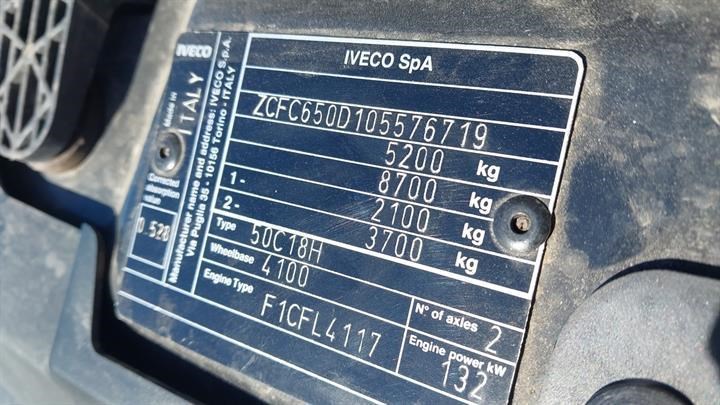 IVECO SpA
ZCFC650D105576719
5200 kg
8700 kg
1- 2100 kg
2- 3700 kg
Type 50C18H
Wheelbase 4100
N° of axies 2
Engine Type F1CFL4117
Engine power kW 132
IVECO
Made in ITALY
Manufacturer name and address: IVECO S.p.A.
Via Puglia 35 - 10156 Torino - ITALY
Corrected
absorption
value
0.528